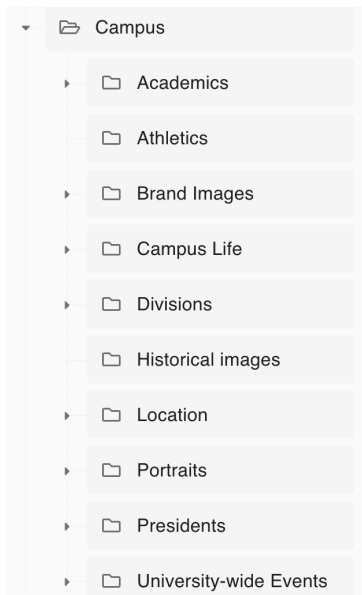 Campus
Academics
Athletics
Brand Images
Campus Life
Divisions
Historical images
Location
Portraits
Presidents
University-wide Events